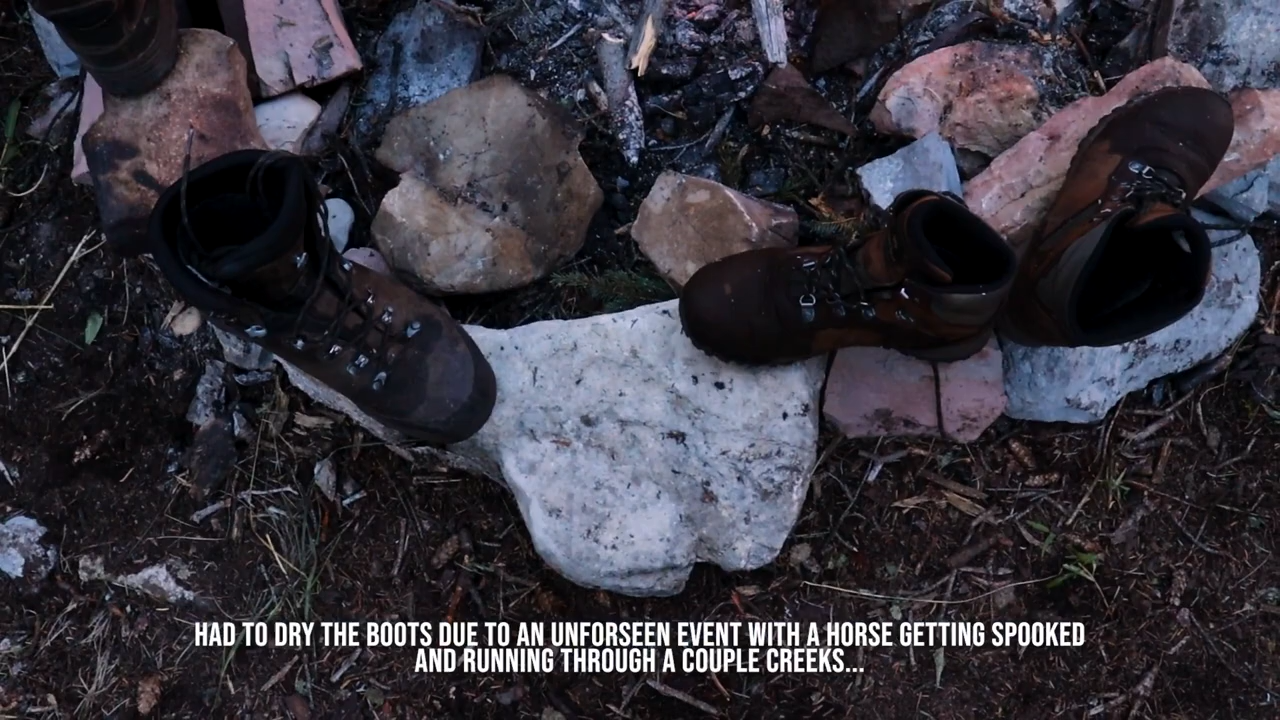 HAD TO DRY THE BOOTS DUE TO AN UNFORSEEN EVENT WITH A HORSE GETTING SPOOKED
AND RUNNING THROUGH A COUPLE CREEKS...